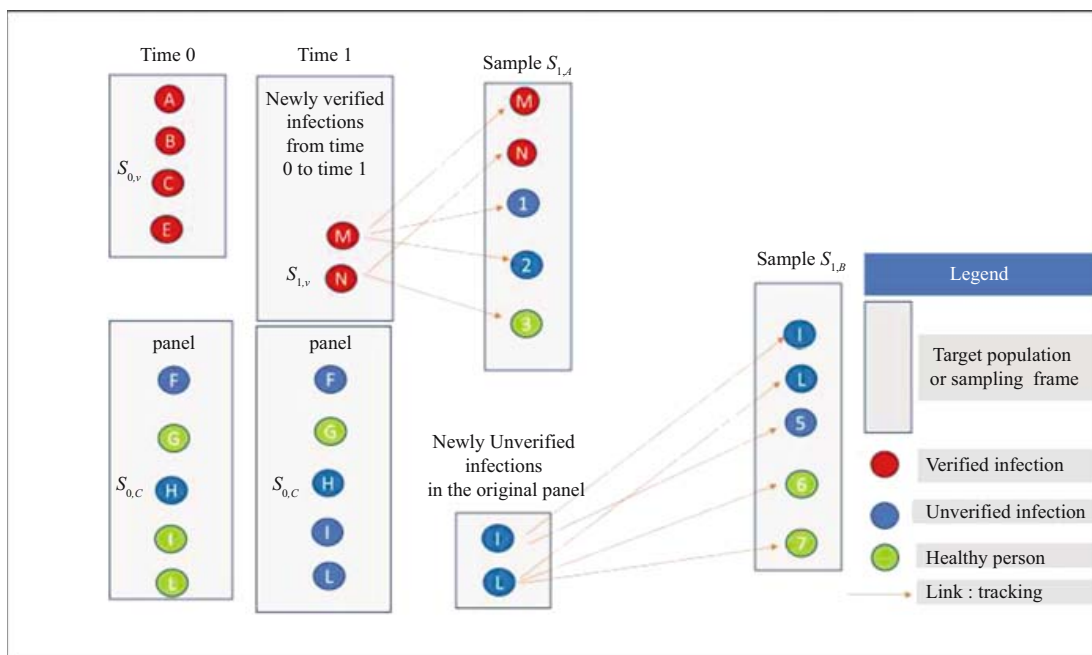 Time 0
A
B
S0,v
C
E
Time 1
Newly verified
infections
from time
0 to time 1
M
S1,v
N
Sample S1,A
M
N
1
2
3
panel
F
G
S0,C
H
I
L
panel
F
G
S0,C
H
I
L
Newly Unverified
infections
in the original panel
I
L
Sample S1,B
I
L
5
6
7
Legend
Target population
or sampling frame
Verified infection
Unverified infection
Healthy person
Link : tracking